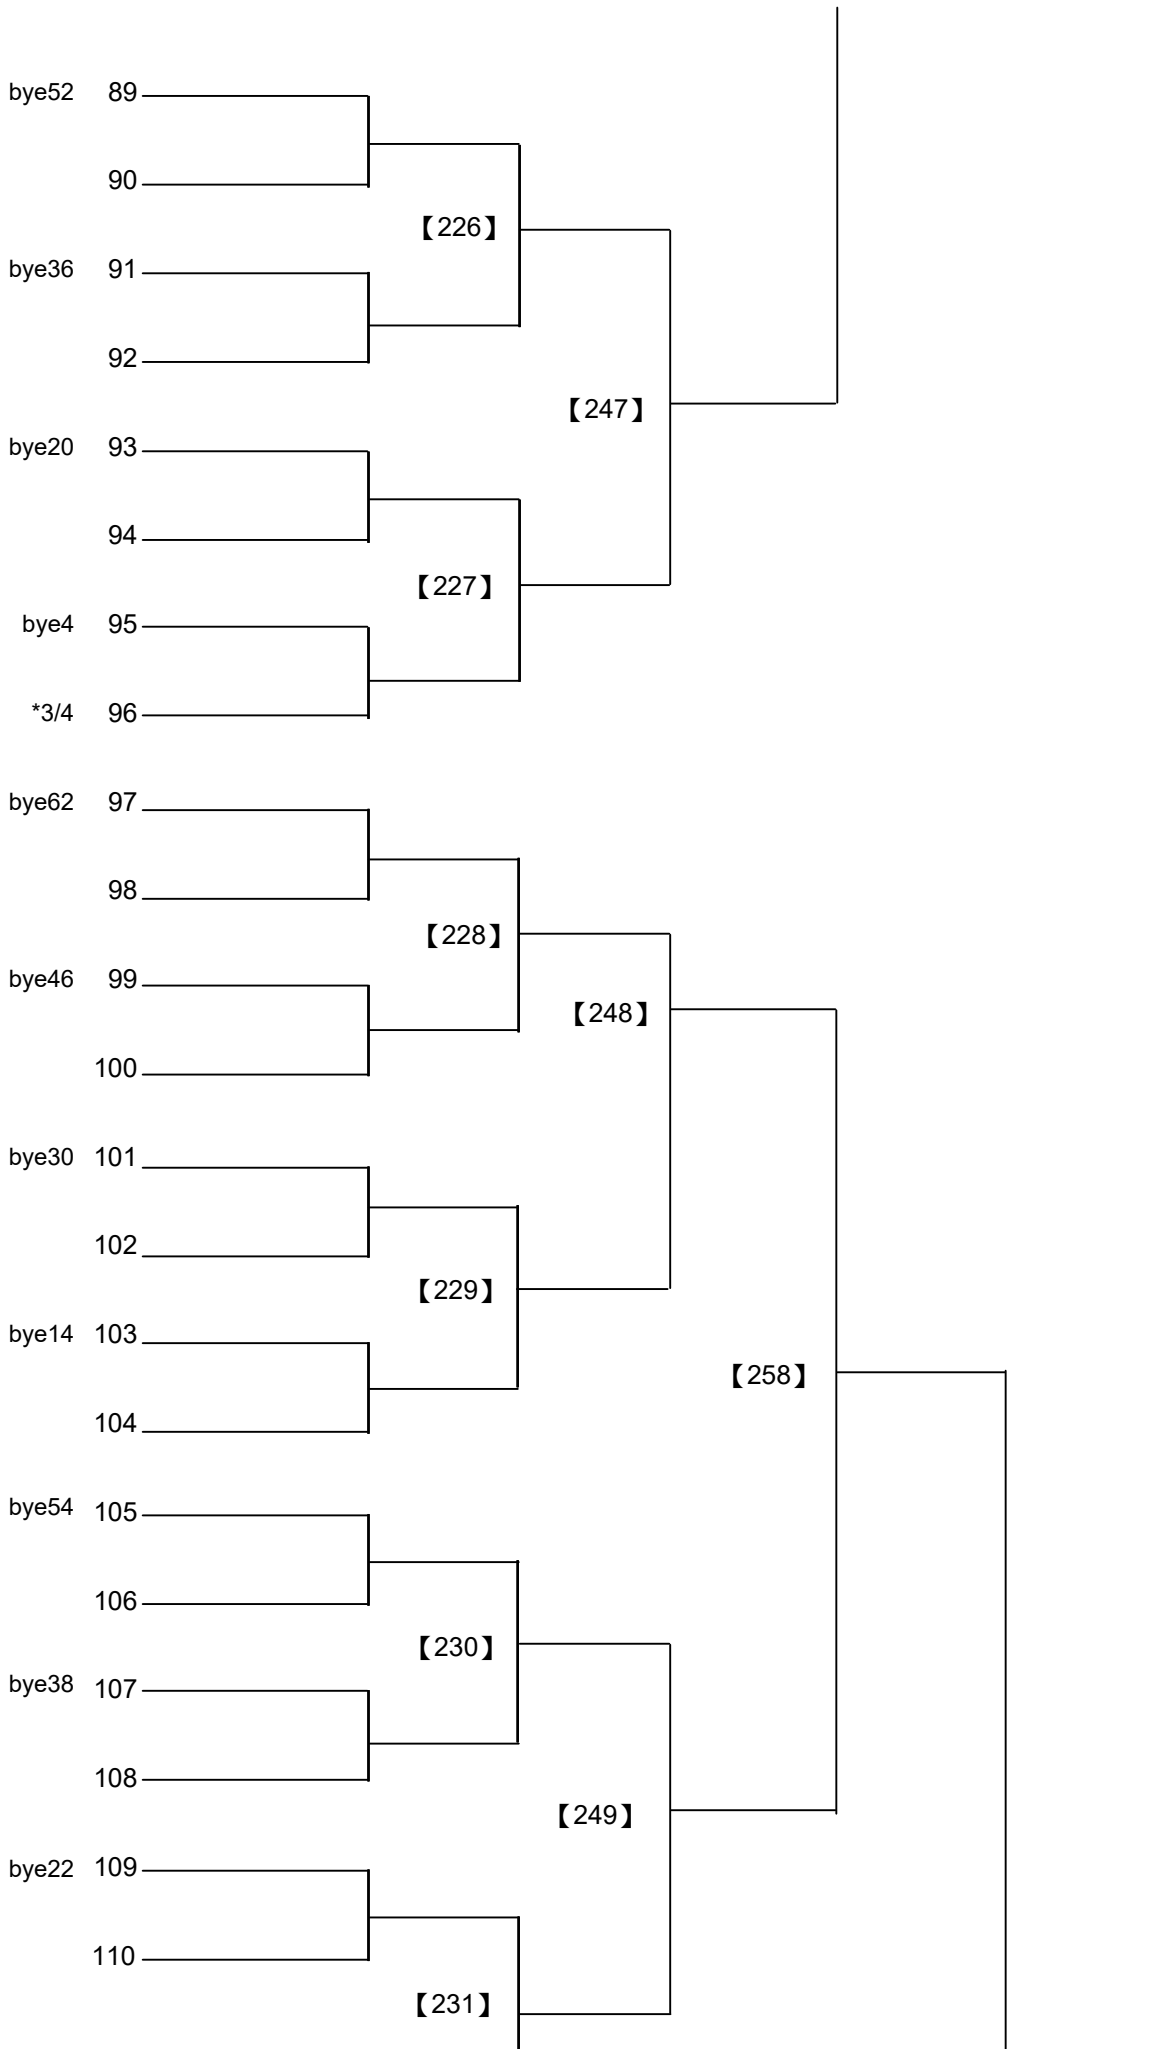 bye52 89
90
【226】
bye36 91
92
【247】
bye20 93
94
【227】
bye4 95
*3/4 96
bye62 97
98
【228】
bye46 99
【248】
100
bye30 101
102
【229】
bye14 103
【258】
104
bye54 105
106
【230】
bye38 107
108
【249】
bye22 109
110
【231】